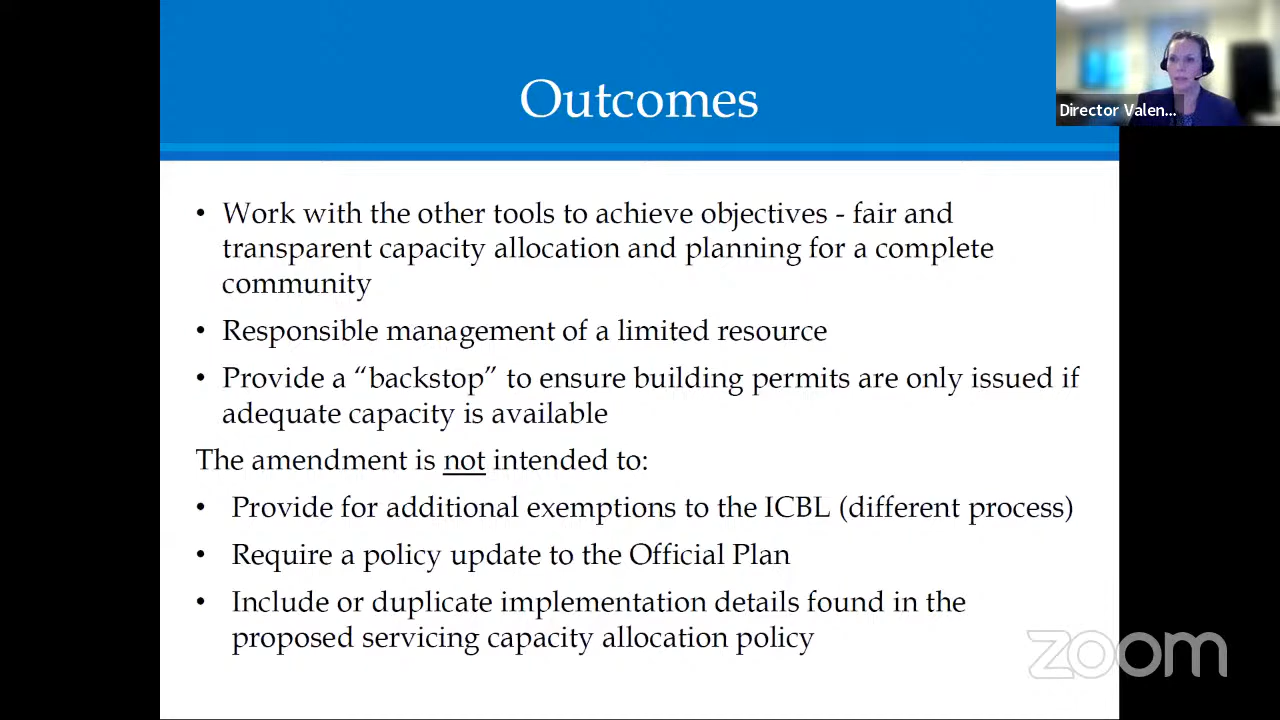 Outcomes
Director Valen...
• Work with the other tools to achieve objectives - fair and
transparent capacity allocation and planning for a complete
community
• Responsible management of a limited resource
• Provide a “backstop” to ensure building permits are only issued if
adequate capacity is available
The amendment is not intended to:
• Provide for additional exemptions to the ICBL (different process)
• Require a policy update to the Official Plan
• Include or duplicate implementation details found in the
proposed servicing capacity allocation policy
zoom